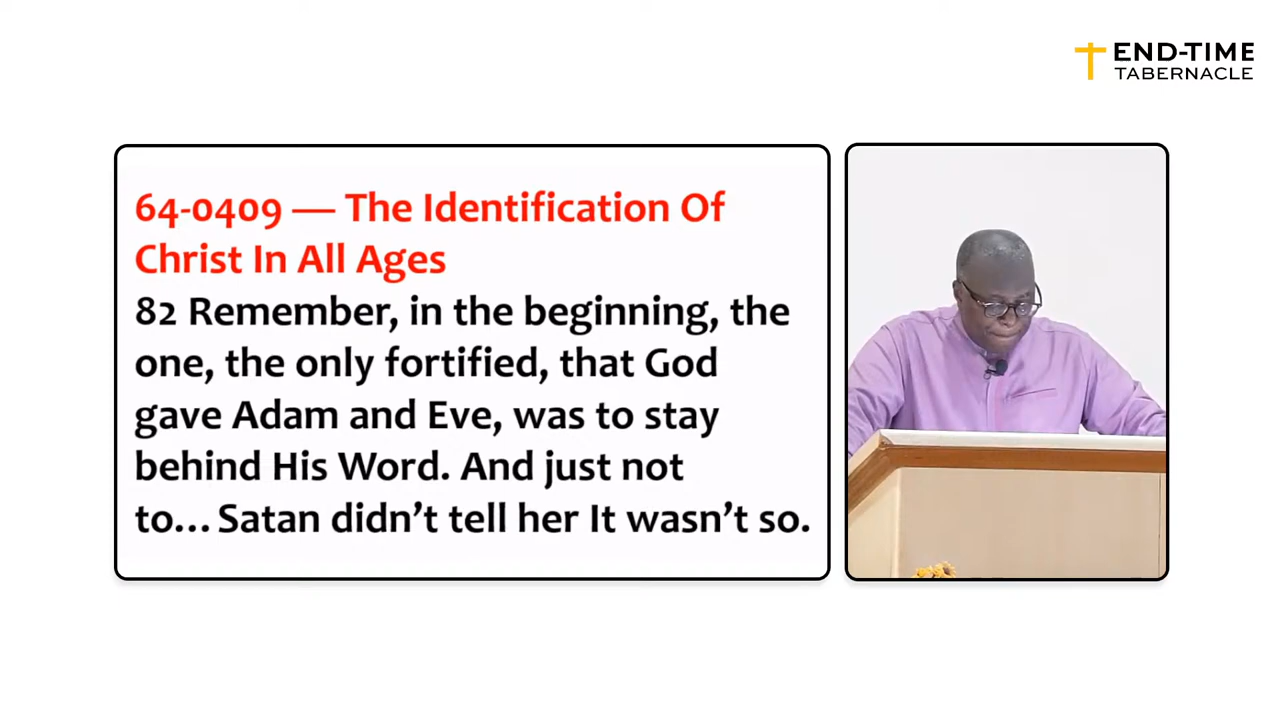 END-TIME
TABERNACLE
64-0409 — The Identification Of
Christ In All Ages
82 Remember, in the beginning, the
one, the only fortified, that God
gave Adam and Eve, was to stay
behind His Word. And just not
to… Satan didn’t tell her It wasn’t so.